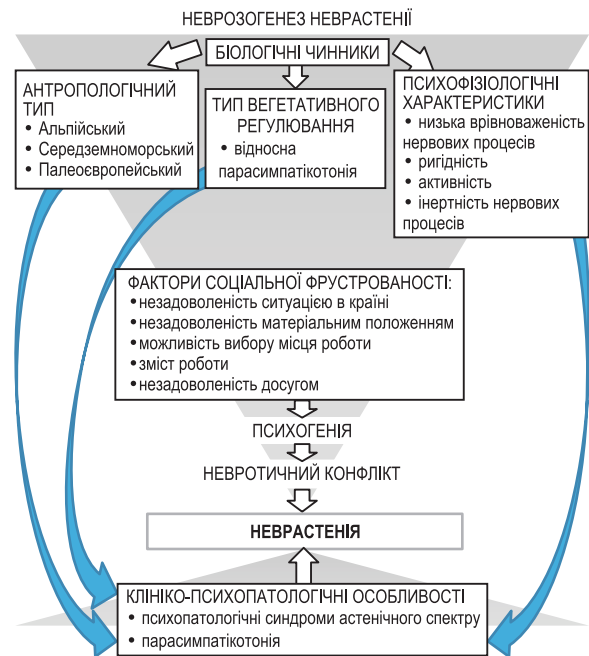 НЕВРОЗОГЕНЕЗ НЕВРАСТЕНІЇ
БІОЛОГІЧНІ ЧИННИКИ
АНТРОПОЛОГІЧНИЙ
ТИП
• Альпійський
• Середземноморський
• Палеоєвропейський
ТИП ВЕГЕТАТИВНОГО
РЕГУЛЮВАННЯ
• відносна
парасимпатікотонія
ПСИХОФІЗІОЛОГІЧНІ
ХАРАКТЕРИСТИКИ
• низька врівноваженість
нервових процесів
• ригідність
• активність
• інертність нервових
процесів
ФАКТОРИ СОЦІАЛЬНОЇ ФРУСТРОВАНОСТІ:
• незадоволеність ситуацією в країні
• незадоволеність матеріальним положенням
• можливість вибору місця роботи
• зміст роботи
• незадоволеність досугом
ПСИХОГЕНІЯ
НЕВРОТИЧНИЙ КОНФЛІКТ
НЕВРАСТЕНІЯ
КЛІНІКО-ПСИХОПАТОЛОГІЧНІ ОСОБЛИВОСТІ
• психопатологічні синдроми астенічного спектру
• парасимпатікотонія